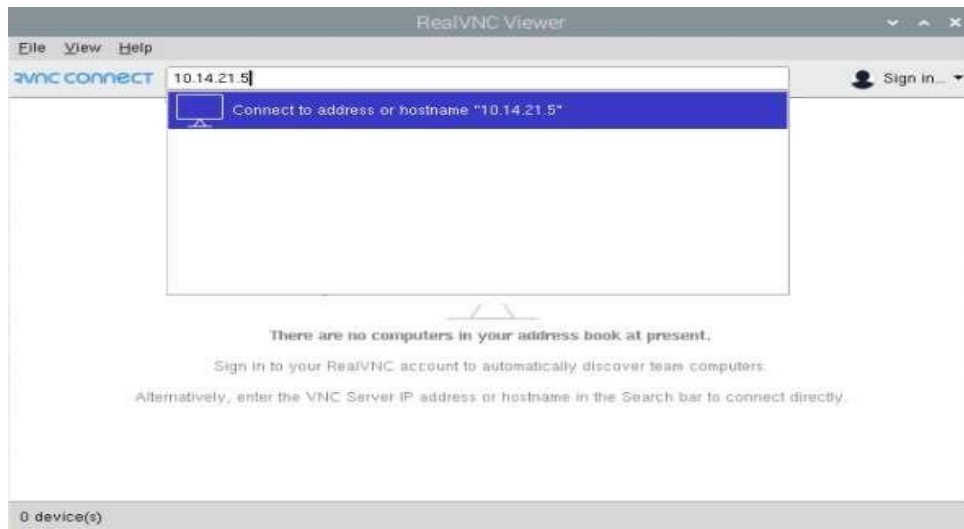 RealVNC Viewer
File View Help
RVNC CONNECT 10.14.21.5 Sign in...
Connect to address or hostname "10.14.21.5"
There are no computers in your address book at present.
Sign in to your RealVNC account to automatically discover team computers.
Alternatively, enter the VNC Server IP address or hostname in the Search bar to connect directly.
0 device(s)